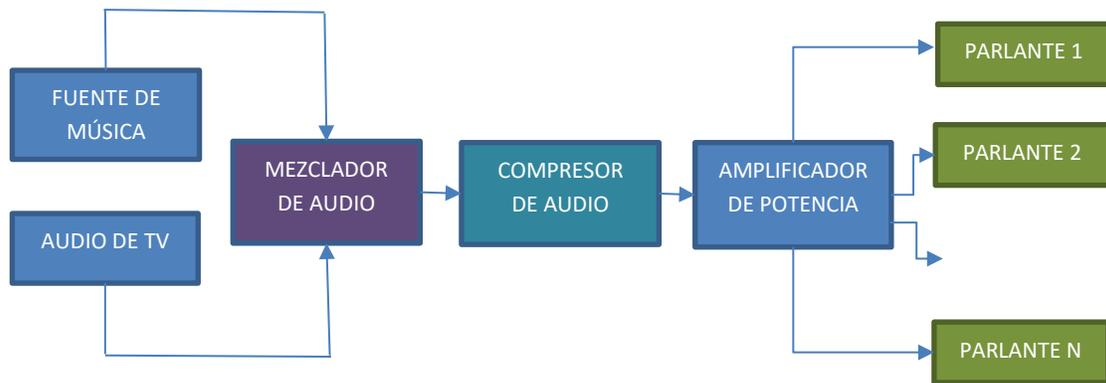 FUENTE DE
MÚSICA
AUDIO DE TV
MEZCLADOR
DE AUDIO
COMPRESOR
DE AUDIO
AMPLIFICADOR
DE POTENCIA
PARLANTE 1
PARLANTE 2
PARLANTE N